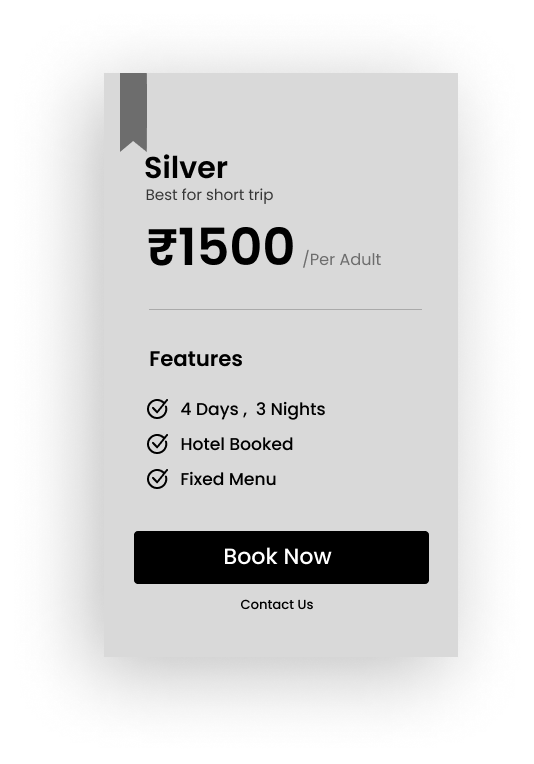 Silver
Best for short trip
₹1500 /Per Adult
Features
4 Days , 3 Nights
Hotel Booked
Fixed Menu
Book Now
Contact Us